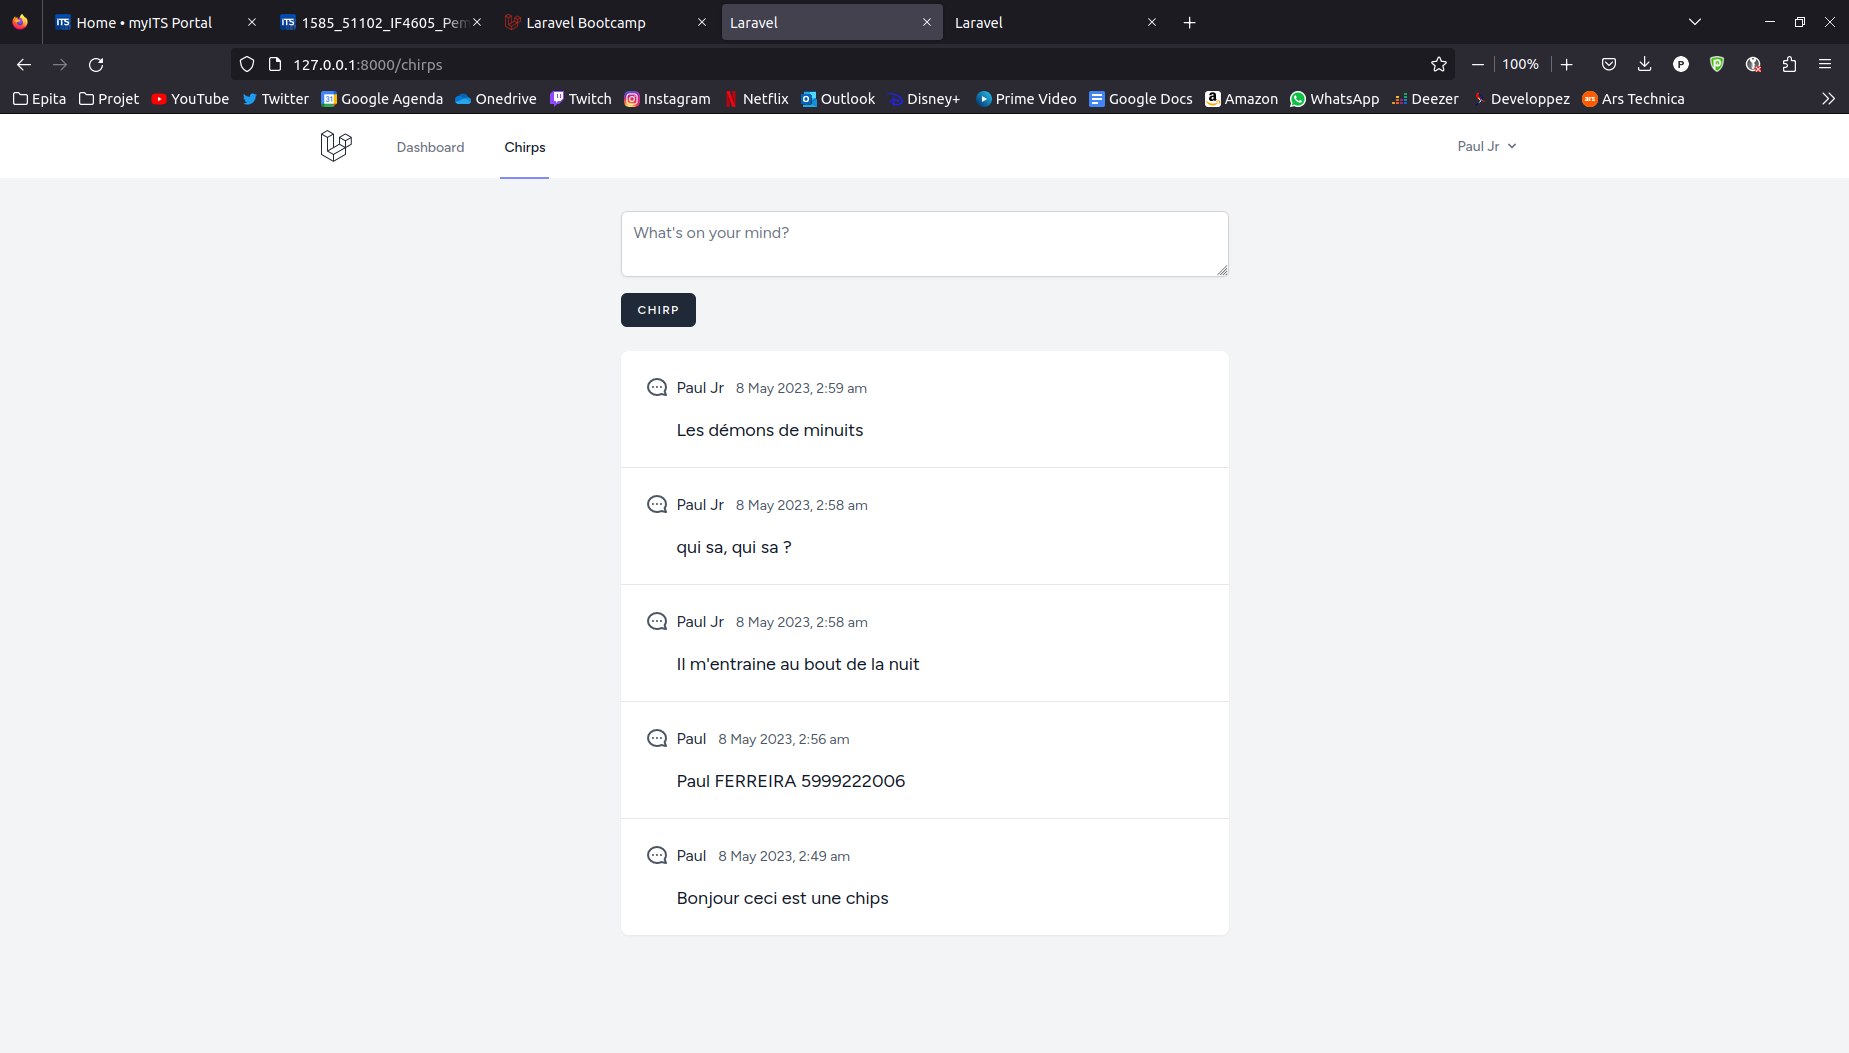 Home • myITS Portal
1585_51102_IF4605_Pem
Laravel Bootcamp
Laravel
Laravel
127.0.0.1:8000/chirps
100%
Epita Projet YouTube Twitter Google Agenda Onedrive Twitch Instagram Netflix Outlook Disney+ Prime Video Google Docs Amazon WhatsApp Deezer Developpez Ars Technica
Dashboard Chirps Paul Jr
What's on your mind?
CHIRP
Paul Jr 8 May 2023, 2:59 am
Les démons de minuits
Paul Jr 8 May 2023, 2:58 am
qui sa, qui sa ?
Paul Jr 8 May 2023, 2:58 am
Il m'entraine au bout de la nuit
Paul 8 May 2023, 2:56 am
Paul FERREIRA 5999222006
Paul 8 May 2023, 2:49 am
Bonjour ceci est une chips